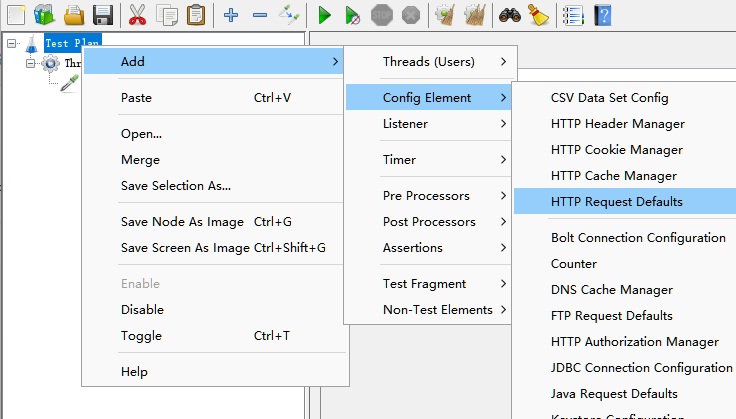 Test Plan
Thr
Add
Paste Ctrl+V
Open...
Merge
Save Selection As...
Save Node As Image Ctrl+G
Save Screen As Image Ctrl+Shift+G
Enable
Disable
Toggle Ctrl+T
Help
Threads (Users)
Config Element
Listener
Timer
Pre Processors
Post Processors
Assertions
Test Fragment
Non-Test Elements
CSV Data Set Config
HTTP Header Manager
HTTP Cookie Manager
HTTP Cache Manager
HTTP Request Defaults
Bolt Connection Configuration
Counter
DNS Cache Manager
FTP Request Defaults
HTTP Authorization Manager
JDBC Connection Configuration
Java Request Defaults
Keystore Configuration